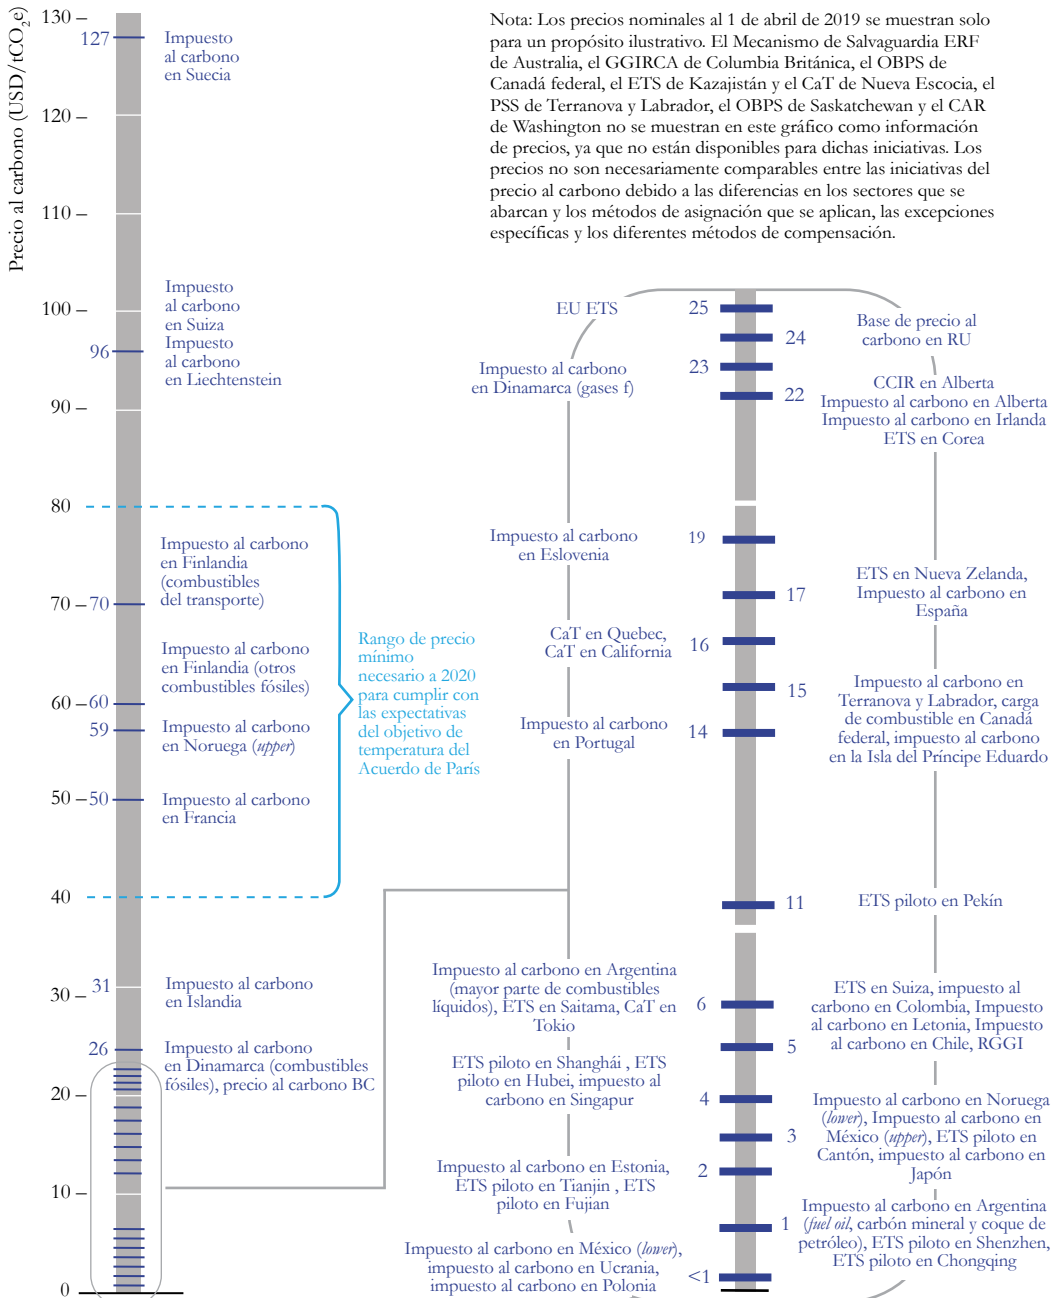 Precio al carbono (USD/tCO₂e)
Nota: Los precios nominales al 1 de abril de 2019 se muestran solo
para un propósito ilustrativo. El Mecanismo de Salvaguardia ERF
de Australia, el GGIRCA de Columbia Británica, el OBPS de
Canadá federal, el ETS de Kazajistán y el CaT de Nueva Escocia, el
PSS de Terranova y Labrador, el OBPS de Saskatchewan y el CAR
de Washington no se muestran en este gráfico como información
de precios, ya que no están disponibles para dichas iniciativas. Los
precios no son necesariamente comparables entre las iniciativas del
precio al carbono debido a las diferencias en los sectores que se
abarcan y los métodos de asignación que se aplican, las excepciones
específicas y los diferentes métodos de compensación.
130
127
Impuesto
al carbono
en Suecia
120
110
100
Impuesto
al carbono
en Suiza
96
Impuesto
al carbono
en Liechtenstein
90
80
Impuesto al carbono
en Finlandia
(combustibles
del transporte)
70
70
Impuesto al carbono
en Finlandia (otros
combustibles fósiles)
60
60
59
Impuesto al carbono
en Noruega (upper)
50
50
Impuesto al carbono
en Francia
40
Rango de precio
mínimo
necesario a 2020
para cumplir con
las expectativas
del objetivo de
temperatura del
Acuerdo de París
31
Impuesto al carbono
en Islandia
30
26
Impuesto al carbono
en Dinamarca (combustibles
fósiles), precio al carbono BC
20
10
0
EU ETS
25
24
Base de precio al
carbono en RU
Impuesto al carbono
en Dinamarca (gases f)
23
22
CCIR en Alberta
Impuesto al carbono en Alberta
Impuesto al carbono en Irlanda
ETS en Corea
Impuesto al carbono
en Eslovenia
19
17
ETS en Nueva Zelanda,
Impuesto al carbono en
España
CaT en Quebec,
CaT en California
16
15
Impuesto al carbono en
Terranova y Labrador, carga
de combustible en Canadá
federal, impuesto al carbono
en la Isla del Príncipe Eduardo
Impuesto al carbono
en Portugal
14
11
ETS piloto en Pekín
Impuesto al carbono en Argentina
(mayor parte de combustibles
líquidos), ETS en Saitama, CaT en
Tokio
6
5
ETS en Suiza, impuesto al
carbono en Colombia, Impuesto
al carbono en Letonia, Impuesto
al carbono en Chile, RGGI
ETS piloto en Shanghái , ETS
piloto en Hubei, impuesto al
carbono en Singapur
4
3
Impuesto al carbono en Noruega
(lower), Impuesto al carbono en
México (upper), ETS piloto en
Cantón, impuesto al carbono en
Japón
Impuesto al carbono en Estonia,
ETS piloto en Tianjin , ETS
piloto en Fujian
2
1
Impuesto al carbono en Argentina
(fuel oil, carbón mineral y coque de
petróleo), ETS piloto en Shenzhen,
ETS piloto en Chongqing
Impuesto al carbono en México (lower),
impuesto al carbono en Ucrania,
impuesto al carbono en Polonia
<1